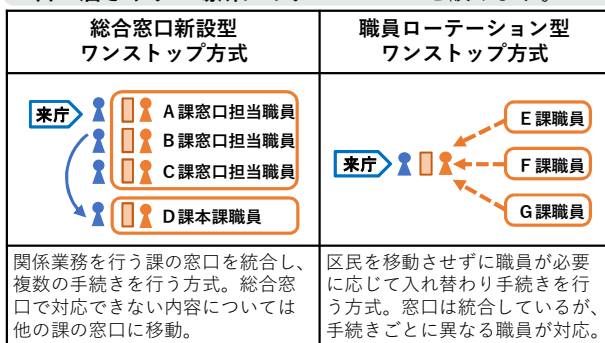 総合窓口新設型
ワンストップ方式
職員ローテーション型
ワンストップ方式
来庁
A課窓口担当職員
B課窓口担当職員
C課窓口担当職員
D課本課職員
来庁
E課職員
F課職員
G課職員
関係業務を行う課の窓口を統合し、
複数の手続きを行う方式。総合窓
口で対応できない内容については
他の課の窓口に移動。
区民を移動させずに職員が必要
に応じて入れ替わり手続きを行
う方式。窓口は統合しているが、
手続きごとに異なる職員が対応。